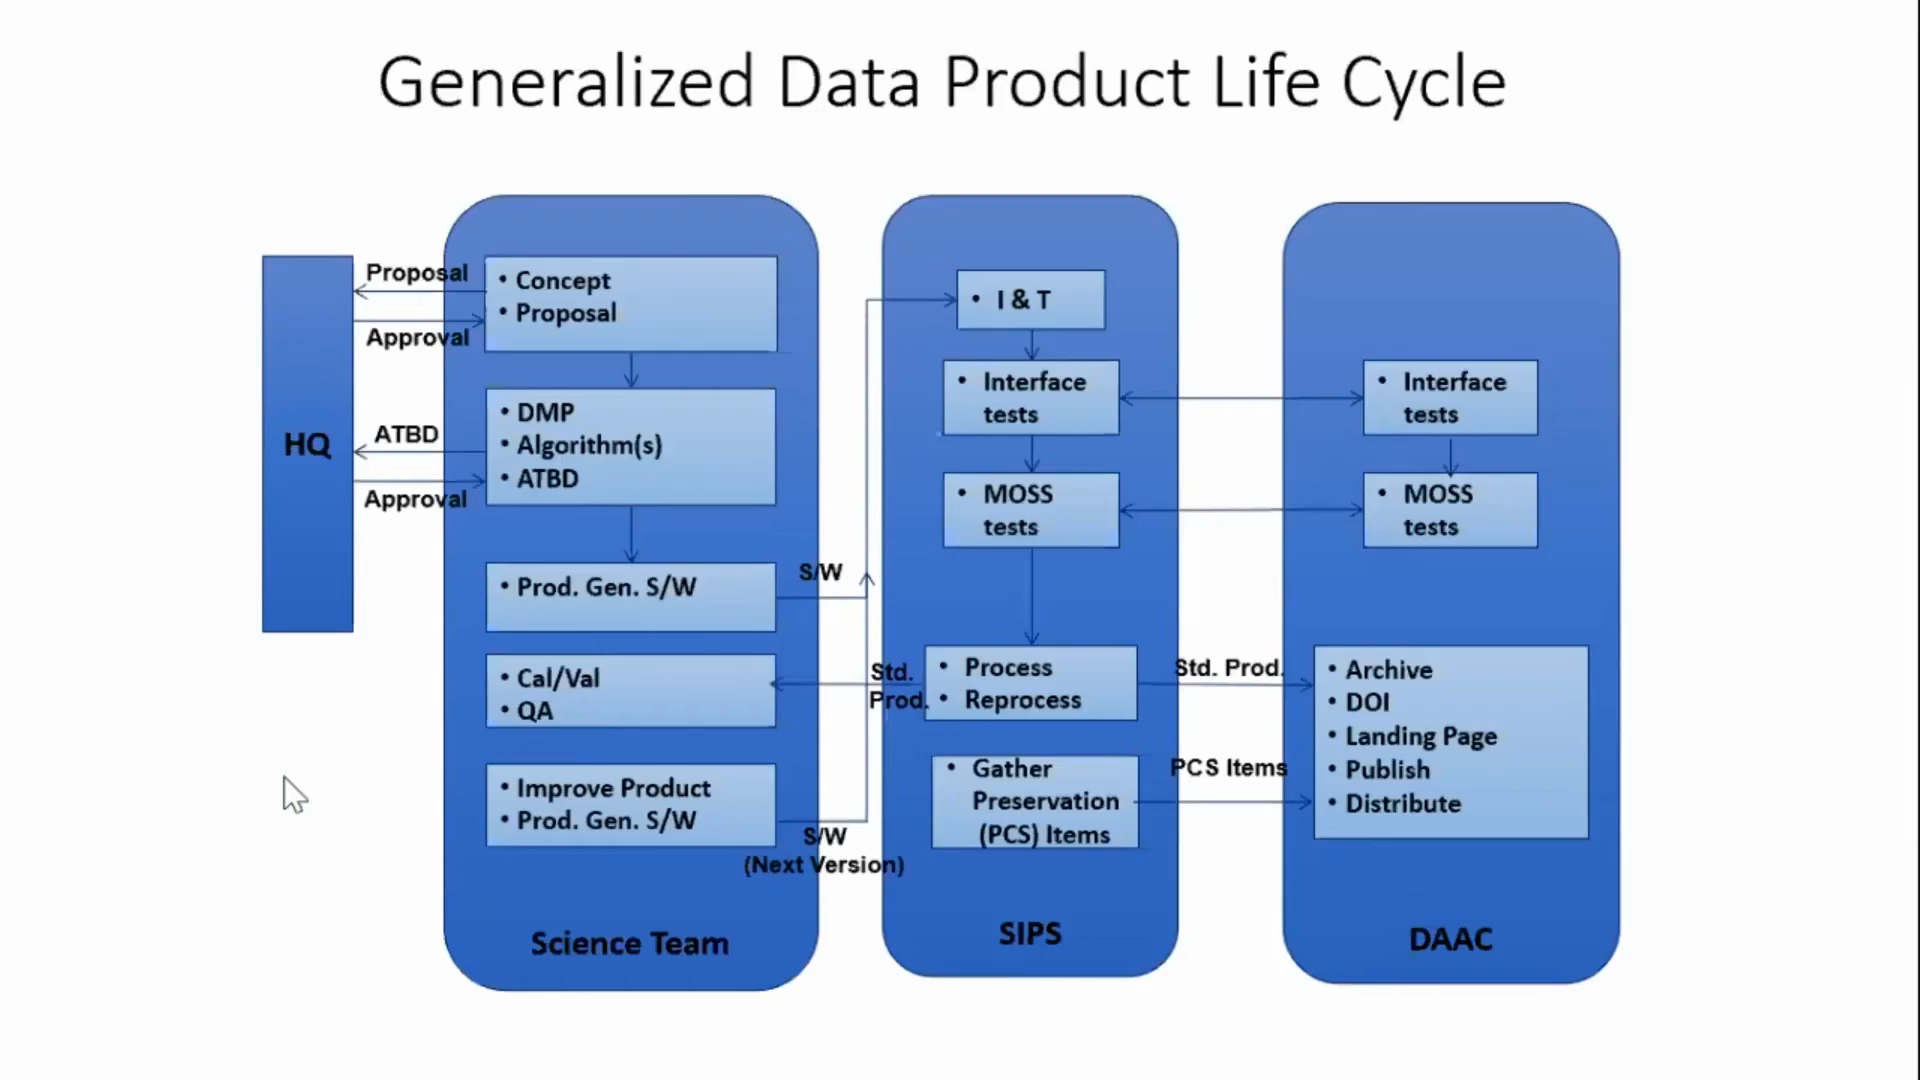 Generalized Data Product Life Cycle
HQ
Proposal
Approval
ATBD
Approval
• Concept
• Proposal
• DMP
• Algorithm(s)
• ATBD
• Prod. Gen. S/W
• Cal/Val
• QA
• Improve Product
• Prod. Gen. S/W
Science Team
S/W
Std.
Prod.
S/W
(Next Version)
• I & T
• Interface
tests
• MOSS
tests
• Process
• Reprocess
• Gather
Preservation
(PCS) Items
SIPS
Std. Prod.
PCS Items
• Interface
tests
• MOSS
tests
• Archive
• DOI
• Landing Page
• Publish
• Distribute
DAAC